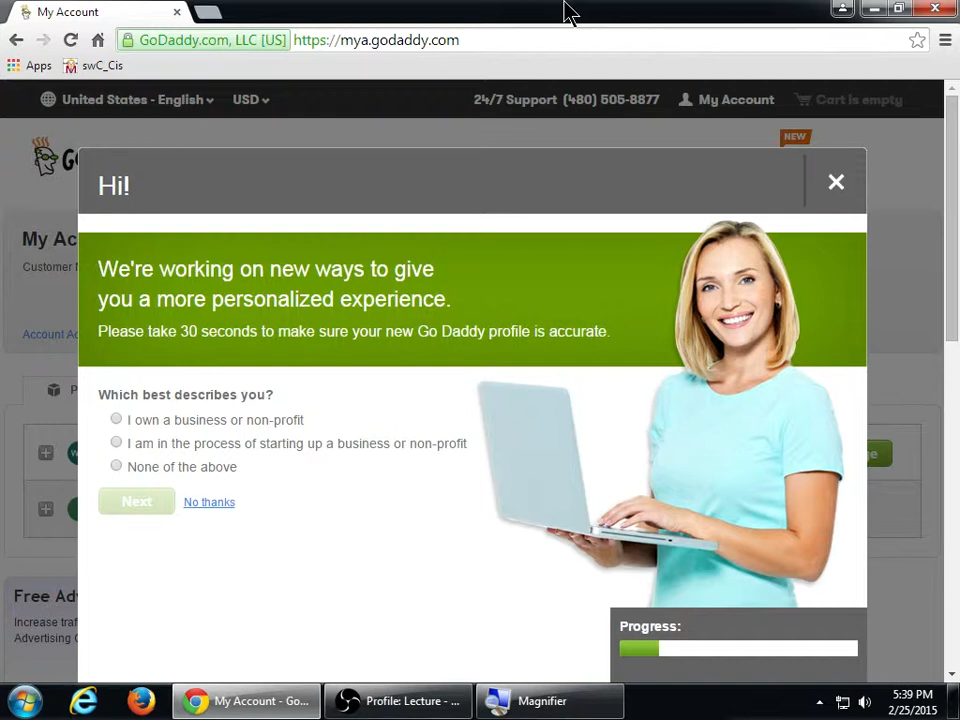 My Account
GoDaddy.com, LLC [US]
https://mya.godaddy.com
Apps
swC_Cis
United States - English
USD
24/7 Support (480) 505-8877
My Account
Cart is empty
NEW
Hi!
My Ac
We're working on new ways to give
you a more personalized experience.
Please take 30 seconds to make sure your new Go Daddy profile is accurate.
Account Ac
Which best describes you?
I own a business or non-profit
I am in the process of starting up a business or non-profit
None of the above
Next
No thanks
Free Adv
Increase traf
Advertising C
Progress:
My Account - Go...
Profile: Lecture - ...
Magnifier
5:39 PM
2/25/2015